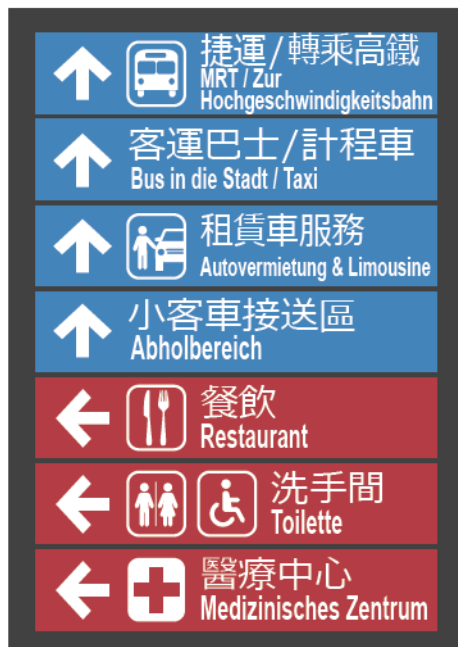 捷運/轉乘高鐵
MRT / Zur
Hochgeschwindigkeitsbahn
客運巴士/計程車
Bus in die Stadt / Taxi
租賃車服務
Autovermietung & Limousine
小客車接送區
Abholbereich
餐飲
Restaurant
洗手間
Toilette
醫療中心
Medizinisches Zentrum